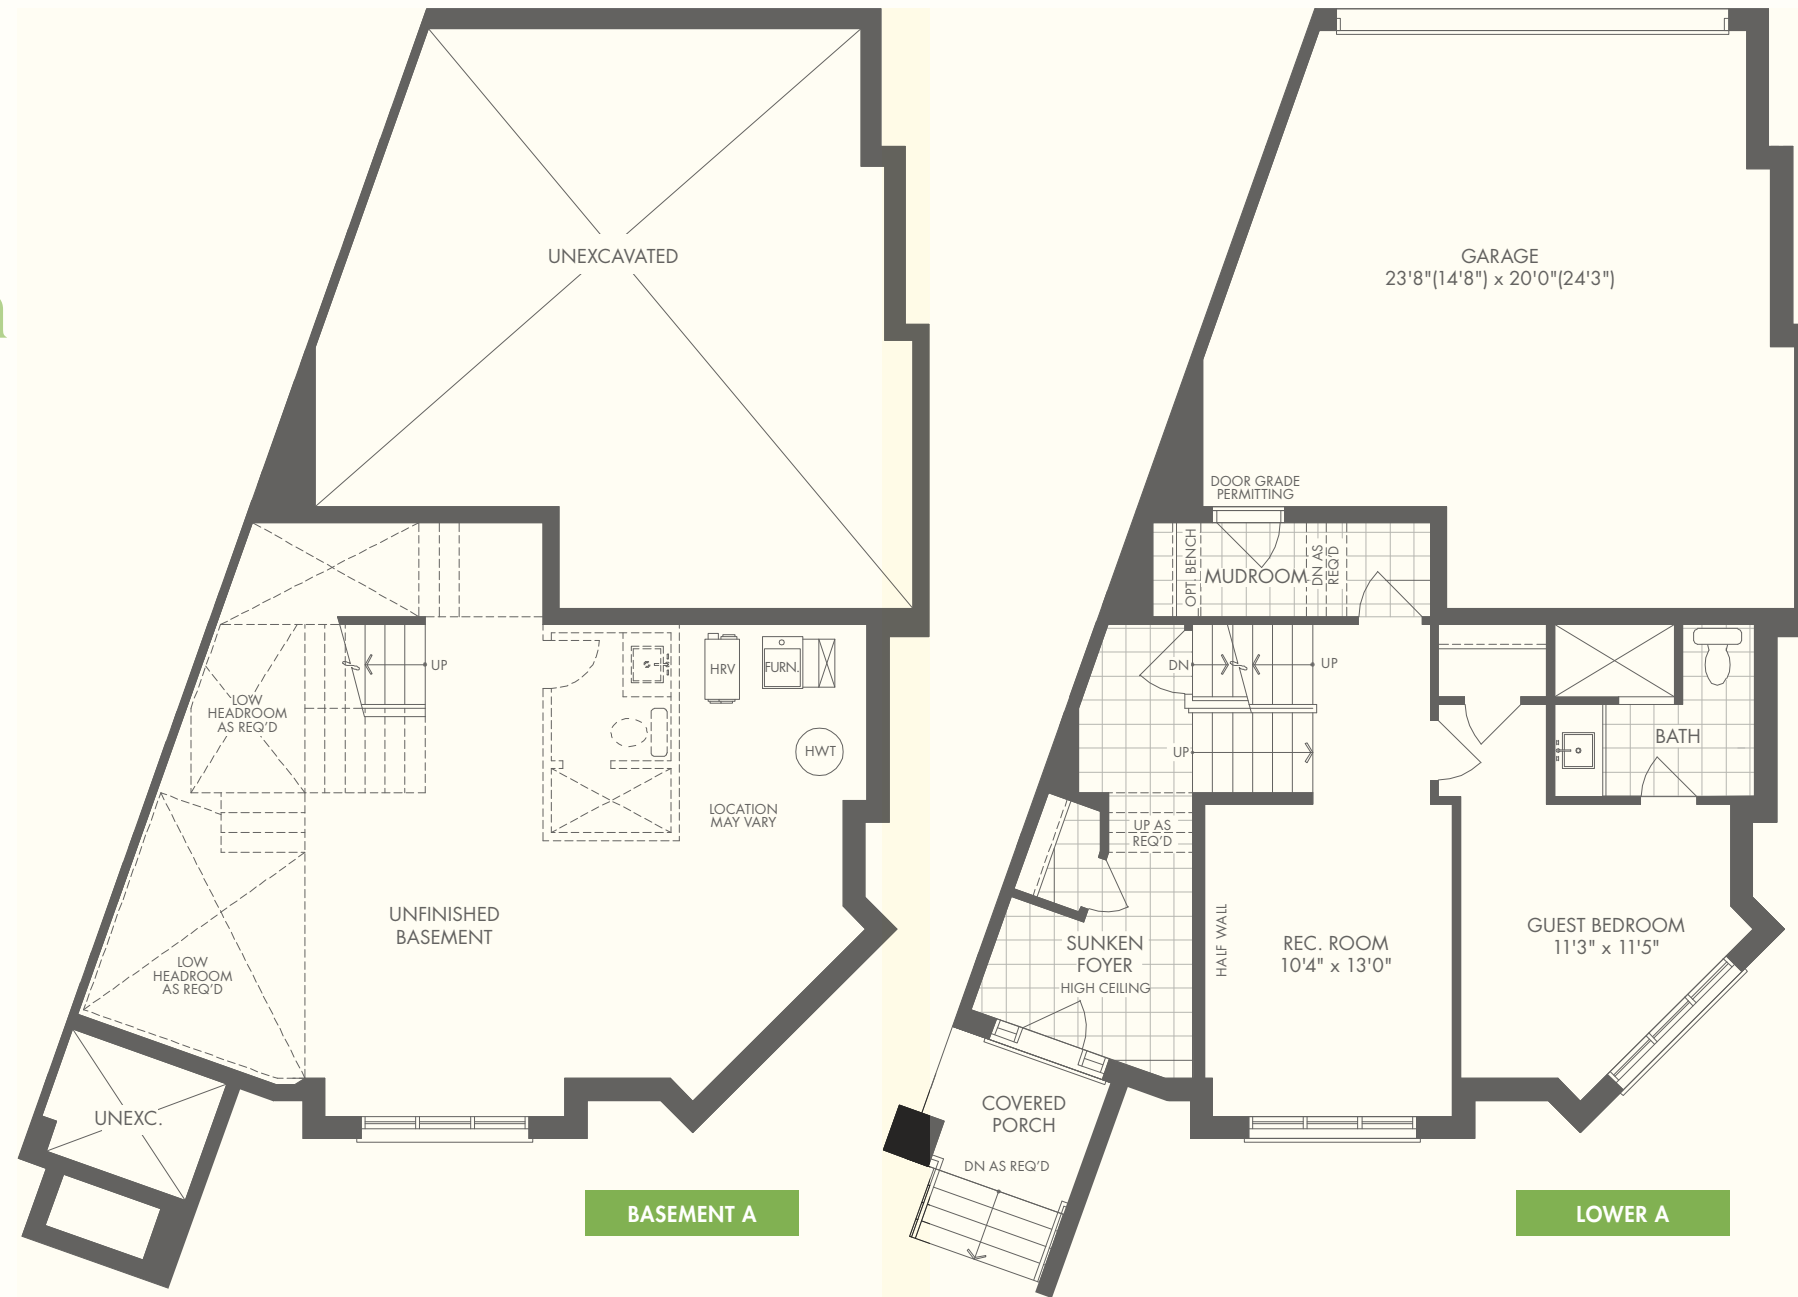 UNEXCAVATED
UP
LOW
HEADROOM
AS REQ'D
HRV
FURN.
HWT
LOCATION
MAY VARY
UNFINISHED
BASEMENT
LOW
HEADROOM
AS REQ'D
UNEXC.
BASEMENT A
GARAGE
23'8"(14'8") x 20'0"(24'3")
DOOR GRADE
PERMITTING
OPT. BENCH
MUDROOM
DN AS
REQ'D
DN
UP
UP
BATH
UP AS
REQ'D
HALF WALL
SUNKEN
FOYER
HIGH CEILING
REC. ROOM
10'4" x 13'0"
GUEST BEDROOM
11'3" x 11'5"
COVERED
PORCH
DN AS REQ'D
LOWER A